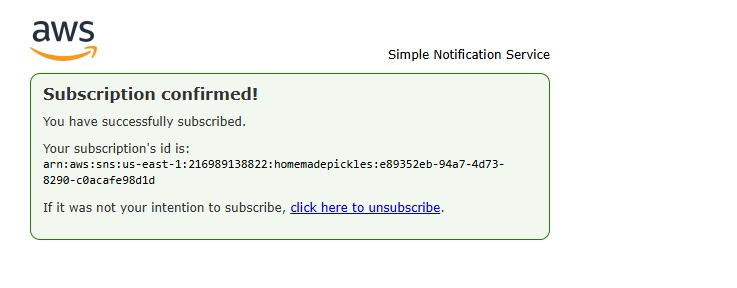 aws
Simple Notification Service
Subscription confirmed!
You have successfully subscribed.
Your subscription's id is:
arn:aws:sns:us-east-1:216989138822:homemadepickles:e89352eb-94a7-4d73-
8290-c0acafe98d1d
If it was not your intention to subscribe, click here to unsubscribe.